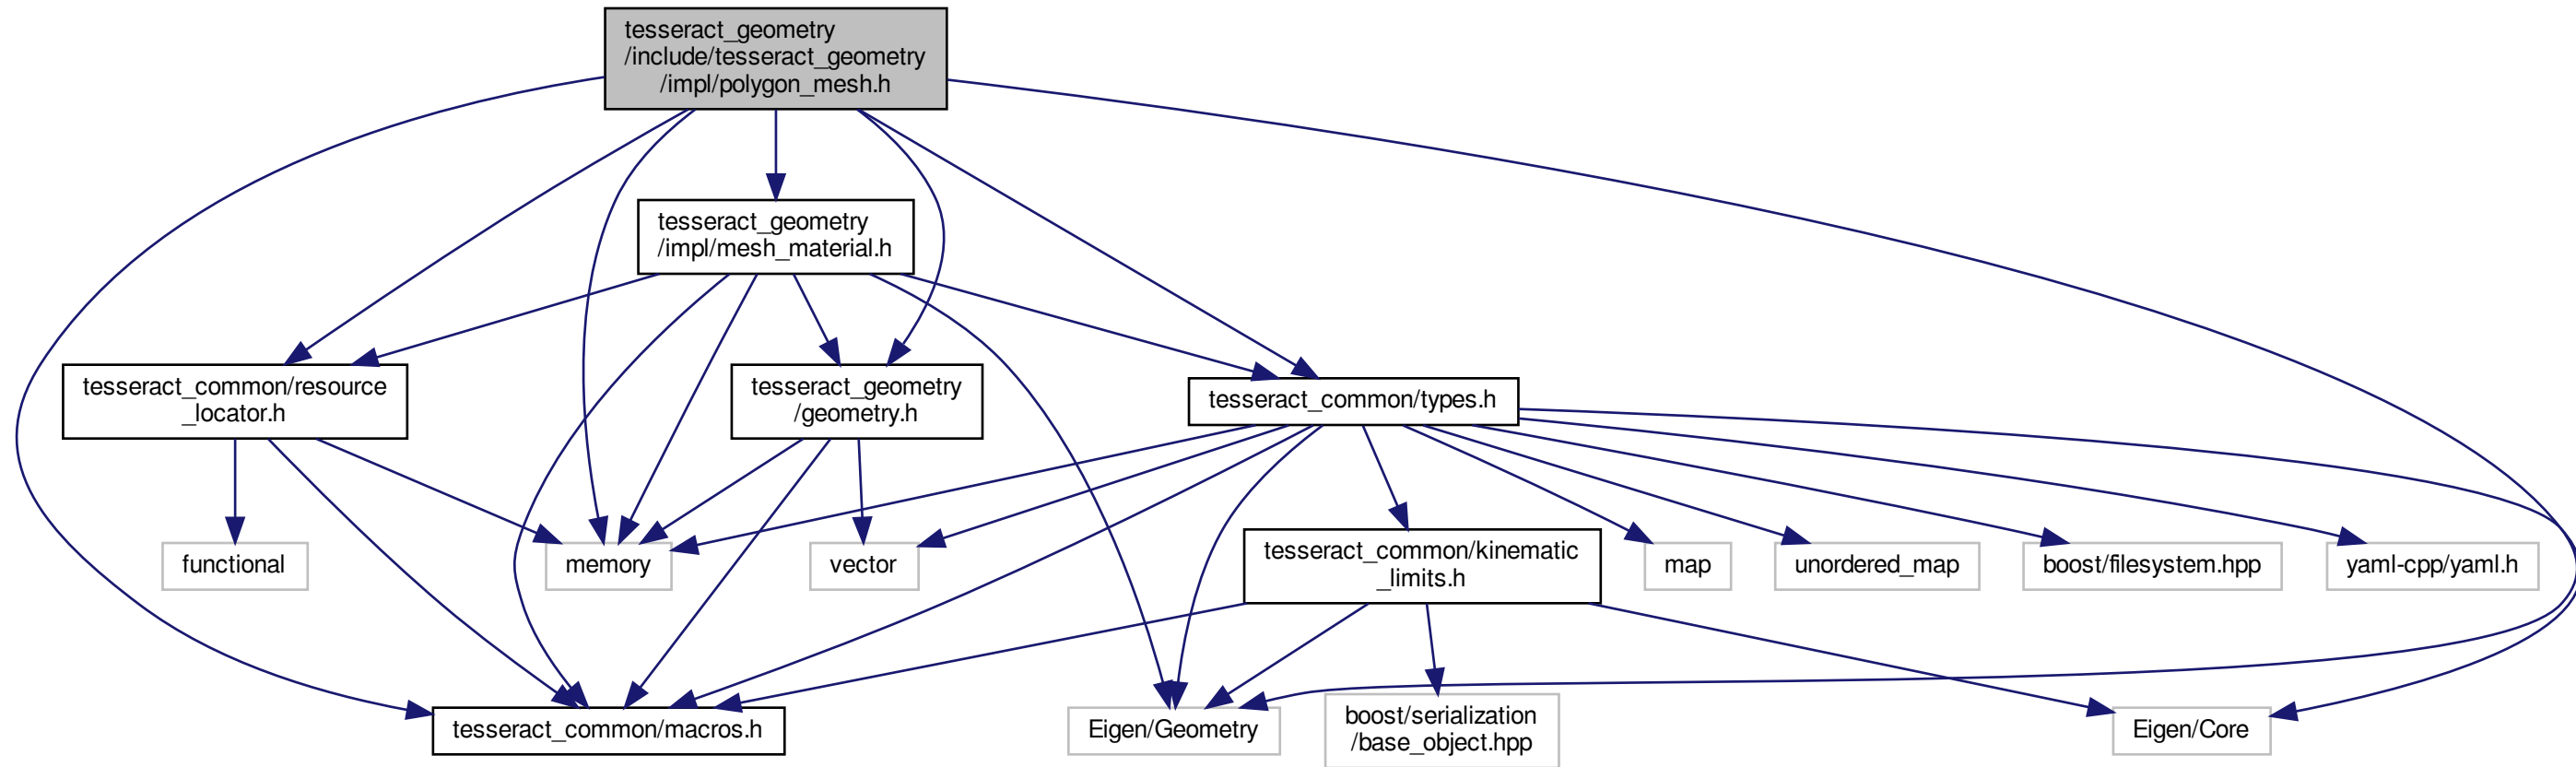 tesseract_geometry
/include/tesseract_geometry
/impl/polygon_mesh.h
tesseract_geometry
/impl/mesh_material.h
tesseract_common/resource
_locator.h
tesseract_geometry
/geometry.h
tesseract_common/types.h
functional
memory
vector
tesseract_common/kinematic
_limits.h
map
unordered_map
boost/filesystem.hpp
yaml-cpp/yaml.h
tesseract_common/macros.h
Eigen/Geometry
boost/serialization
/base_object.hpp
Eigen/Core